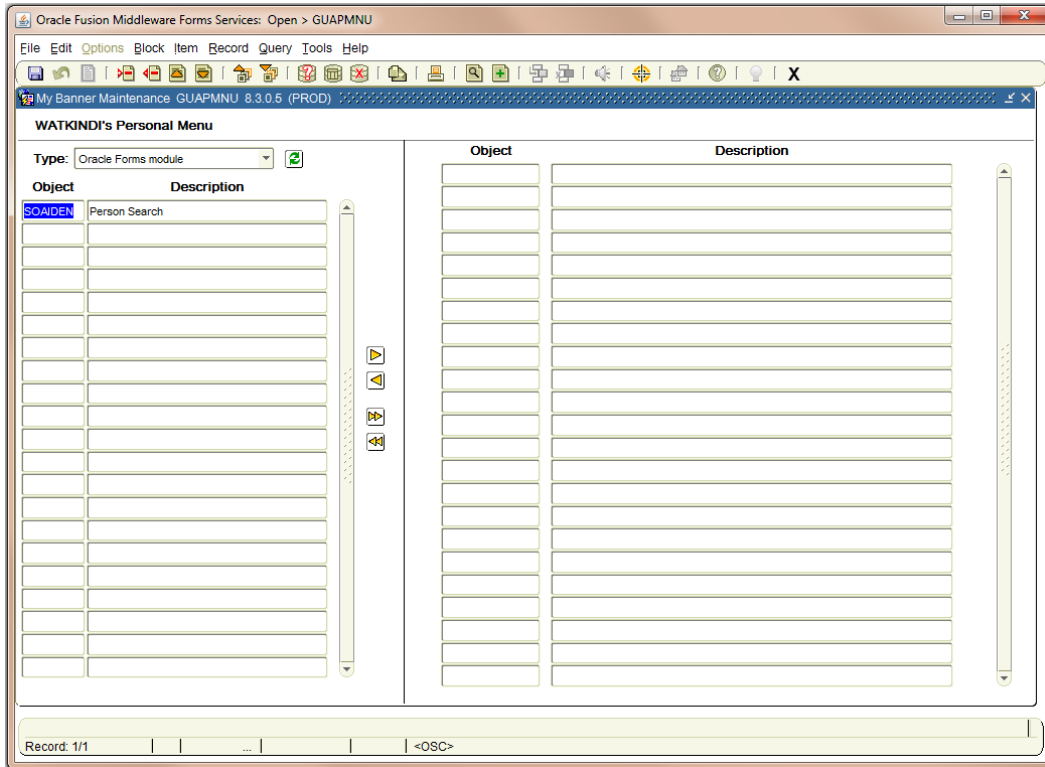 Oracle Fusion Middleware Forms Services: Open > GUAPMNU
File Edit Options Block Item Record Query Tools Help
X
My Banner Maintenance GUAPMNU 8.3.0.5 (PROD)
WATKINDI's Personal Menu
Type: Oracle Forms module
Object Description
Object Description
SOAIDEN Person Search
Record: 1/1 ... <OSC>